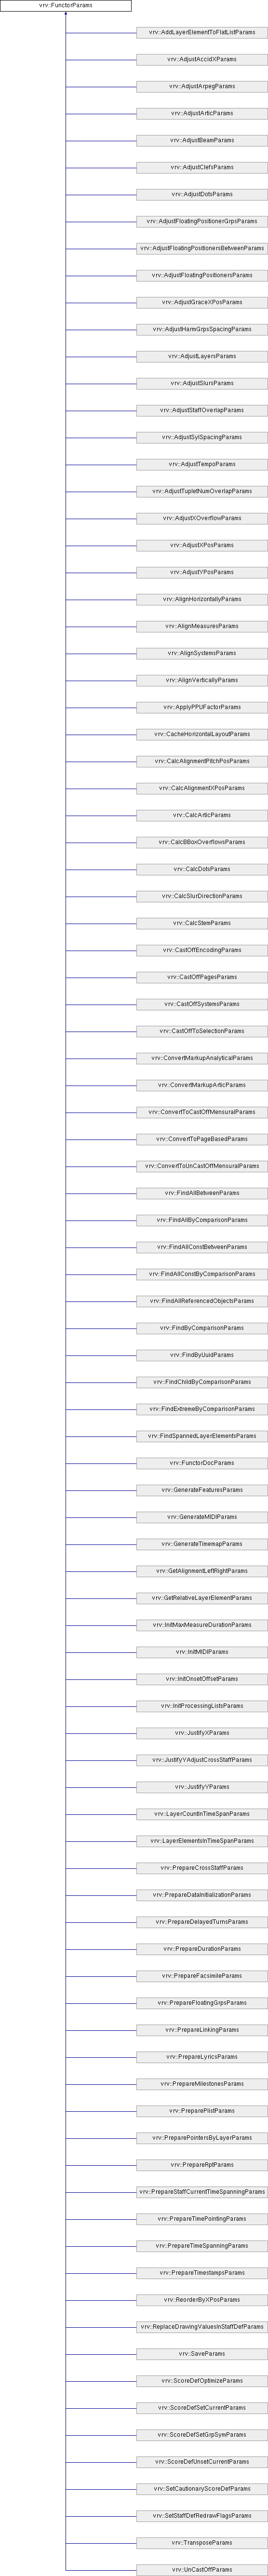 vrv::FunctorParams
vrv::AddLayerElementToFlatListParams
vrv::AdjustAccidXParams
vrv::AdjustArpegParams
vrv::AdjustArticParams
vrv::AdjustBeamParams
vrv::AdjustClefsParams
vrv::AdjustDotsParams
vrv::AdjustFloatingPositionerGrpsParams
vrv::AdjustFloatingPositionersBetweenParams
vrv::AdjustFloatingPositionersParams
vrv::AdjustGraceXPosParams
vrv::AdjustHarmGrpsSpacingParams
vrv::AdjustLayersParams
vrv::AdjustSlursParams
vrv::AdjustStaffOverlapParams
vrv::AdjustSylSpacingParams
vrv::AdjustTempoParams
vrv::AdjustTupletNumOverlapParams
vrv::AdjustXOverflowParams
vrv::AdjustXPosParams
vrv::AdjustYPosParams
vrv::AlignHorizontallyParams
vrv::AlignMeasuresParams
vrv::AlignSystemsParams
vrv::AlignVerticallyParams
vrv::ApplyPPUFactorParams
vrv::CacheHorizontalLayoutParams
vrv::CalcAlignmentPitchPosParams
vrv::CalcAlignmentXPosParams
vrv::CalcArticParams
vrv::CalcBBoxOverflowsParams
vrv::CalcDotsParams
vrv::CalcSlurDirectionParams
vrv::CalcStemParams
vrv::CastOffEncodingParams
vrv::CastOffPagesParams
vrv::CastOffSystemsParams
vrv::CastOffToSelectionParams
vrv::ConvertMarkupAnalyticalParams
vrv::ConvertMarkupArticParams
vrv::ConvertToCastOffMensuralParams
vrv::ConvertToPageBasedParams
vrv::ConvertToUnCastOffMensuralParams
vrv::FindAllBetweenParams
vrv::FindAllByComparisonParams
vrv::FindAllConstBetweenParams
vrv::FindAllConstByComparisonParams
vrv::FindAllReferencedObjectsParams
vrv::FindByComparisonParams
vrv::FindByUuidParams
vrv::FindChildByComparisonParams
vrv::FindExtremeByComparisonParams
vrv::FindSpannedLayerElementsParams
vrv::FunctorDocParams
vrv::GenerateFeaturesParams
vrv::GenerateMIDIParams
vrv::GenerateTimemapParams
vrv::GetAlignmentLeftRightParams
vrv::GetRelativeLayerElementParams
vrv::InitMaxMeasureDurationParams
vrv::InitMIDIParams
vrv::InitOnsetOffsetParams
vrv::InitProcessingListsParams
vrv::JustifyXParams
vrv::JustifyYAdjustCrossStaffParams
vrv::JustifyYParams
vrv::LayerCountInTimeSpanParams
vrv::LayerElementsInTimeSpanParams
vrv::PrepareCrossStaffParams
vrv::PrepareDataInitializationParams
vrv::PrepareDelayedTurnsParams
vrv::PrepareDurationParams
vrv::PrepareFacsimileParams
vrv::PrepareFloatingGrpsParams
vrv::PrepareLinkingParams
vrv::PrepareLyricsParams
vrv::PrepareMilestonesParams
vrv::PreparePlistParams
vrv::PreparePointersByLayerParams
vrv::PrepareRptParams
vrv::PrepareStaffCurrentTimeSpanningParams
vrv::PrepareTimePointingParams
vrv::PrepareTimeSpanningParams
vrv::PrepareTimestampsParams
vrv::ReorderByXPosParams
vrv::ReplaceDrawingValuesInStaffDefParams
vrv::SaveParams
vrv::ScoreDefOptimizeParams
vrv::ScoreDefSetCurrentParams
vrv::ScoreDefSetGrpSymParams
vrv::ScoreDefUnsetCurrentParams
vrv::SetCautionaryScoreDefParams
vrv::SetStaffDefRedrawFlagsParams
vrv::TransposeParams
vrv::UnCastOffParams